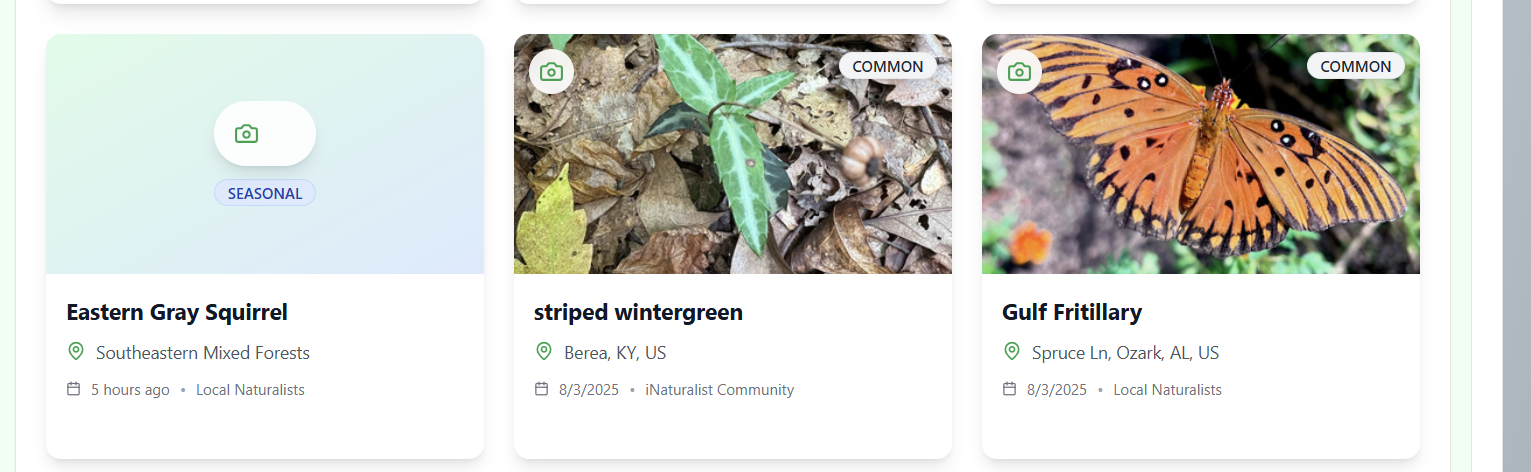 SEASONAL
Eastern Gray Squirrel
Southeastern Mixed Forests
5 hours ago • Local Naturalists
COMMON
striped wintergreen
Berea, KY, US
8/3/2025 • iNaturalist Community
COMMON
Gulf Fritillary
Spruce Ln, Ozark, AL, US
8/3/2025 • Local Naturalists